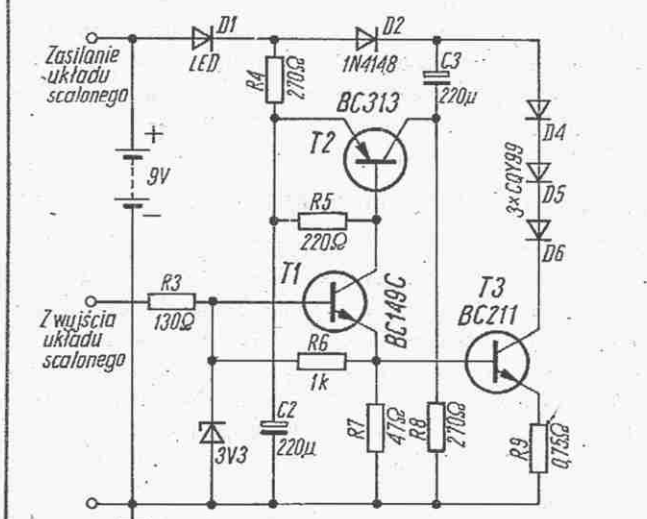 Zasilanie
układu
scalonego
D1
LED
D2
1N4148
R4
270Ω
C3
220µ
BC313
T2
D4
D5
D6
3×CQY99
+
9V
−
R5
220Ω
T1
BC149C
R3
130Ω
Z wyjścia
układu
scalonego
R6
1k
T3
BC211
3V3
C2
220µ
R7
47Ω
R8
270Ω
R9
0,75Ω